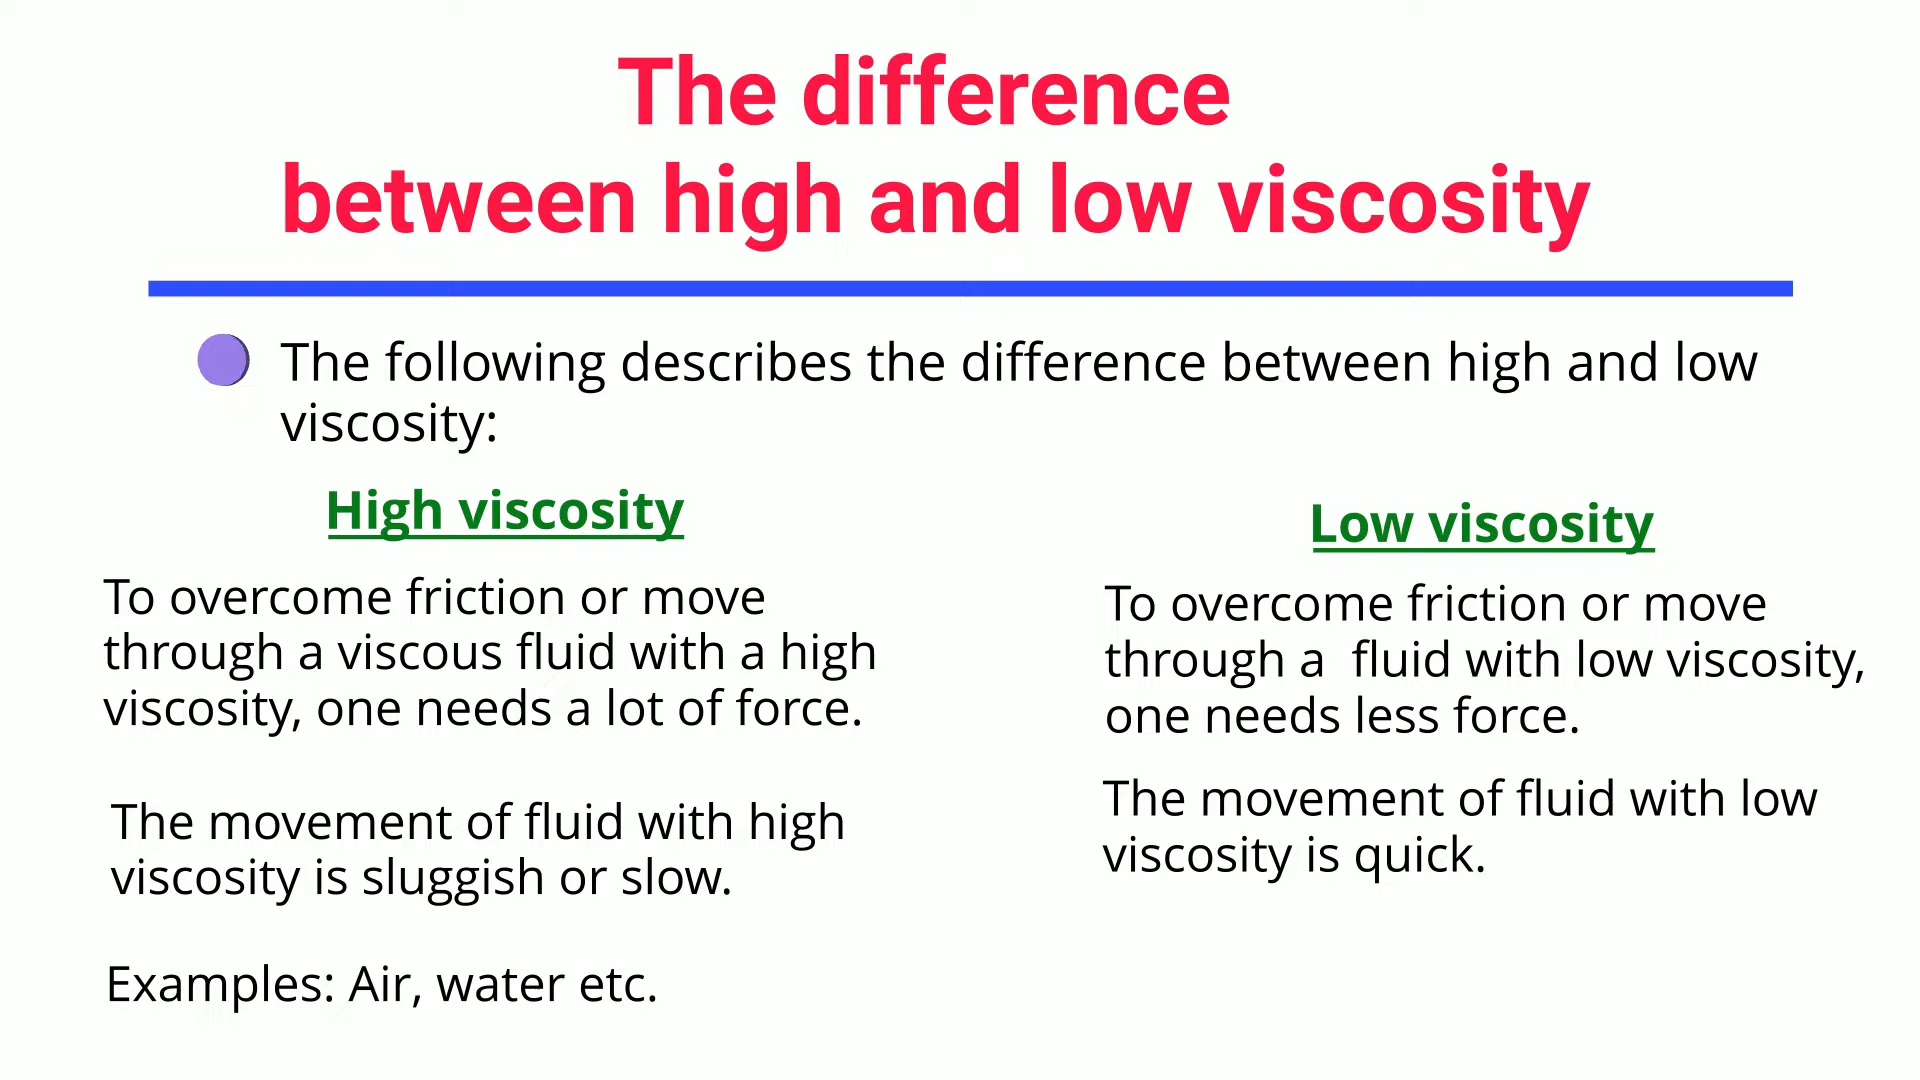 The difference
between high and low viscosity
The following describes the difference between high and low
viscosity:
High viscosity
To overcome friction or move
through a viscous fluid with a high
viscosity, one needs a lot of force.
The movement of fluid with high
viscosity is sluggish or slow.
Examples: Air, water etc.
Low viscosity
To overcome friction or move
through a  fluid with low viscosity,
one needs less force.
The movement of fluid with low
viscosity is quick.